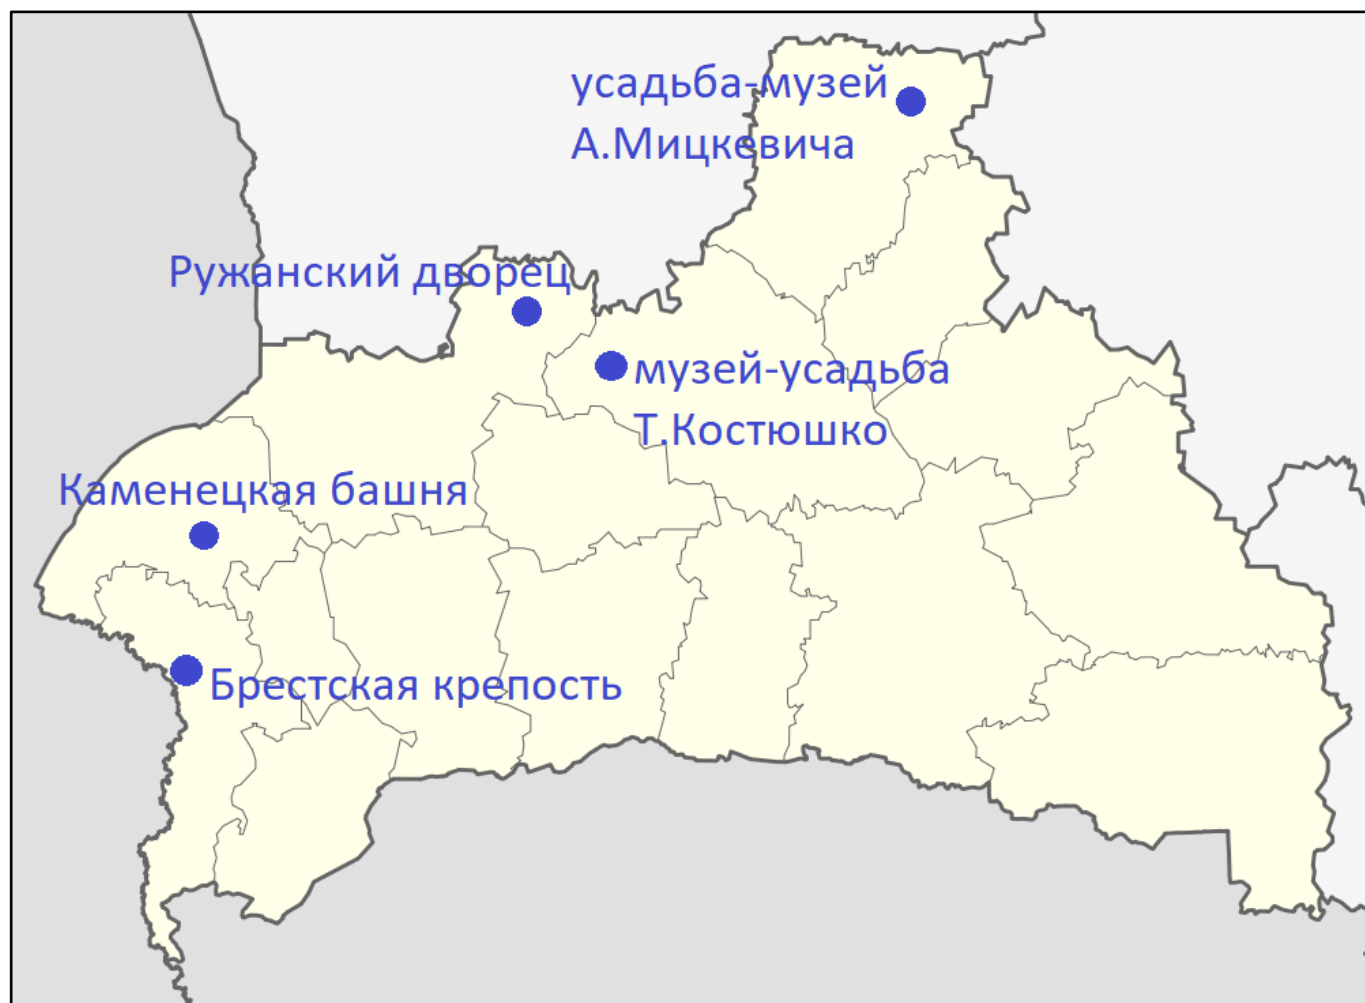 усадьба-музей
А.Мицкевича
Ружанский дворец
музей-усадьба
Т.Костюшко
Каменецкая башня
Брестская крепость